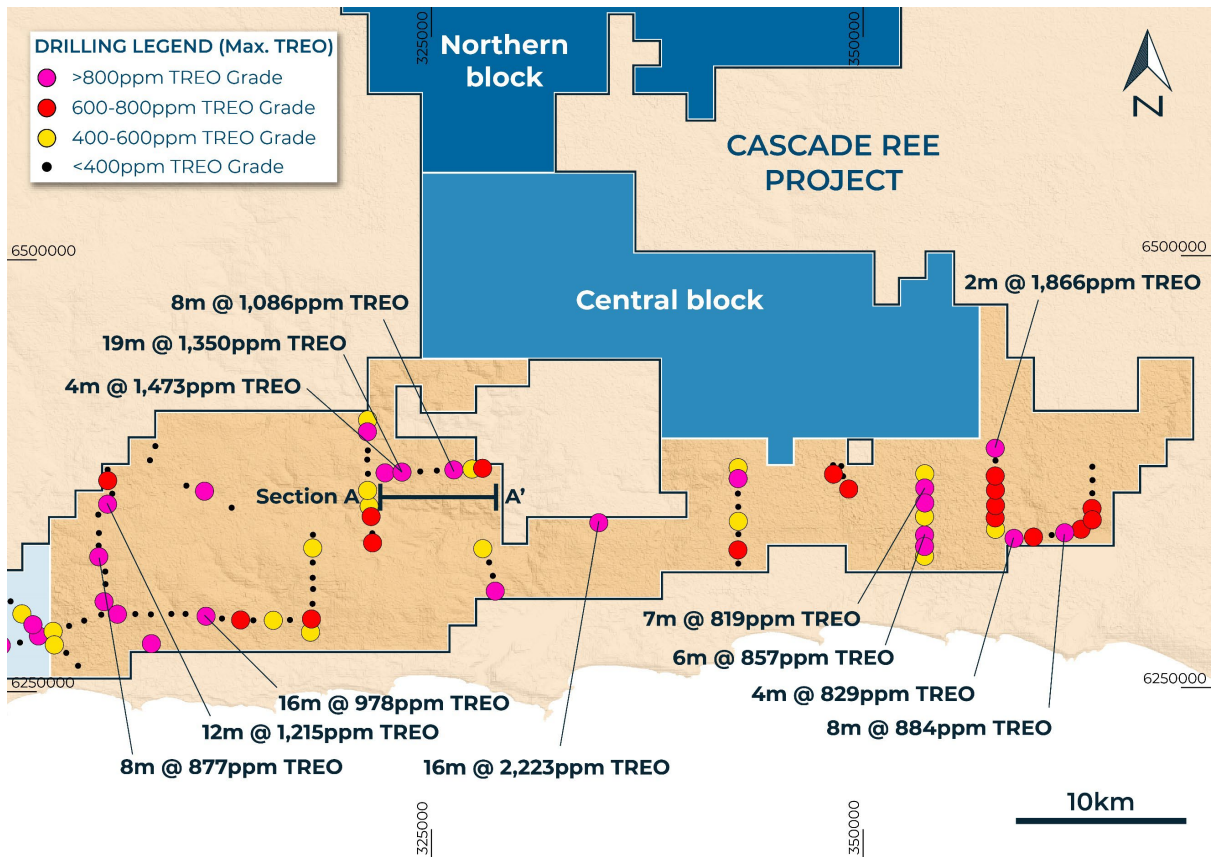 325000
350000
DRILLING LEGEND (Max. TREO)
>800ppm TREO Grade
600-800ppm TREO Grade
400-600ppm TREO Grade
<400ppm TREO Grade
Northern
block
CASCADE REE
PROJECT
N
6500000
6500000
Central block
2m @ 1,866ppm TREO
8m @ 1,086ppm TREO
19m @ 1,350ppm TREO
4m @ 1,473ppm TREO
Section A
A'
7m @ 819ppm TREO
6m @ 857ppm TREO
4m @ 829ppm TREO
8m @ 884ppm TREO
6250000
6250000
16m @ 978ppm TREO
12m @ 1,215ppm TREO
8m @ 877ppm TREO
16m @ 2,223ppm TREO
10km
325000
350000